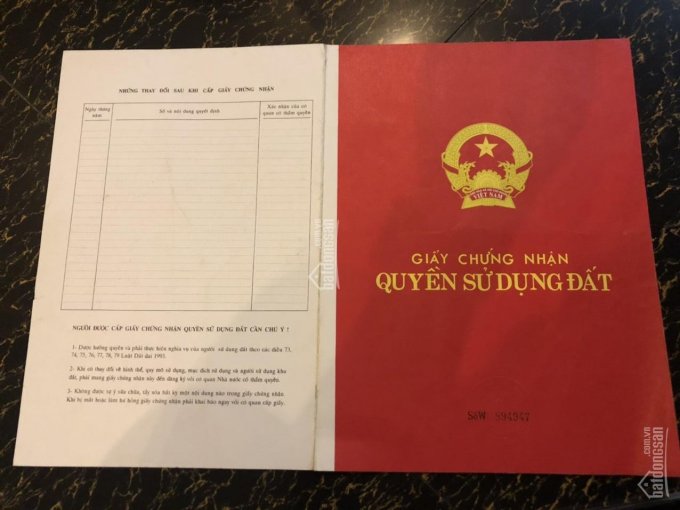 NHỮNG THAY ĐỔI SAU KHI CẤP GIẤY CHỨNG NHẬN
Ngày tháng năm
Số và nội dung quyết định
Xác nhận của cơ quan có thẩm quyền
NGƯỜI ĐƯỢC CẤP GIẤY CHỨNG NHẬN QUYỀN SỬ DỤNG ĐẤT CẦN CHÚ Ý !
1- Được hưởng quyền và phải thực hiện nghĩa vụ của người sử dụng đất theo các điều 73,
74, 75, 76, 77, 78, 79 Luật Đất đai 1993.
2- Khi có thay đổi về hình thể, quy mô sử dụng, mục đích sử dụng và người sử dụng khu
đất, phải mang giấy chứng nhận này đến đăng ký với cơ quan Nhà nước có thẩm quyền.
3- Không được tự ý sửa chữa, tẩy xóa bất kỳ một nội dung nào trong giấy chứng nhận.
Khi bị mất hoặc làm hư hỏng giấy chứng nhận phải khai báo ngay với cơ quan cấp giấy.
VIỆT NAM
GIẤY CHỨNG NHẬN
QUYỀN SỬ DỤNG ĐẤT
SốW 894947
batdongsan
.com.vn
batdongsan
.com.vn
batdongsan
.com.vn